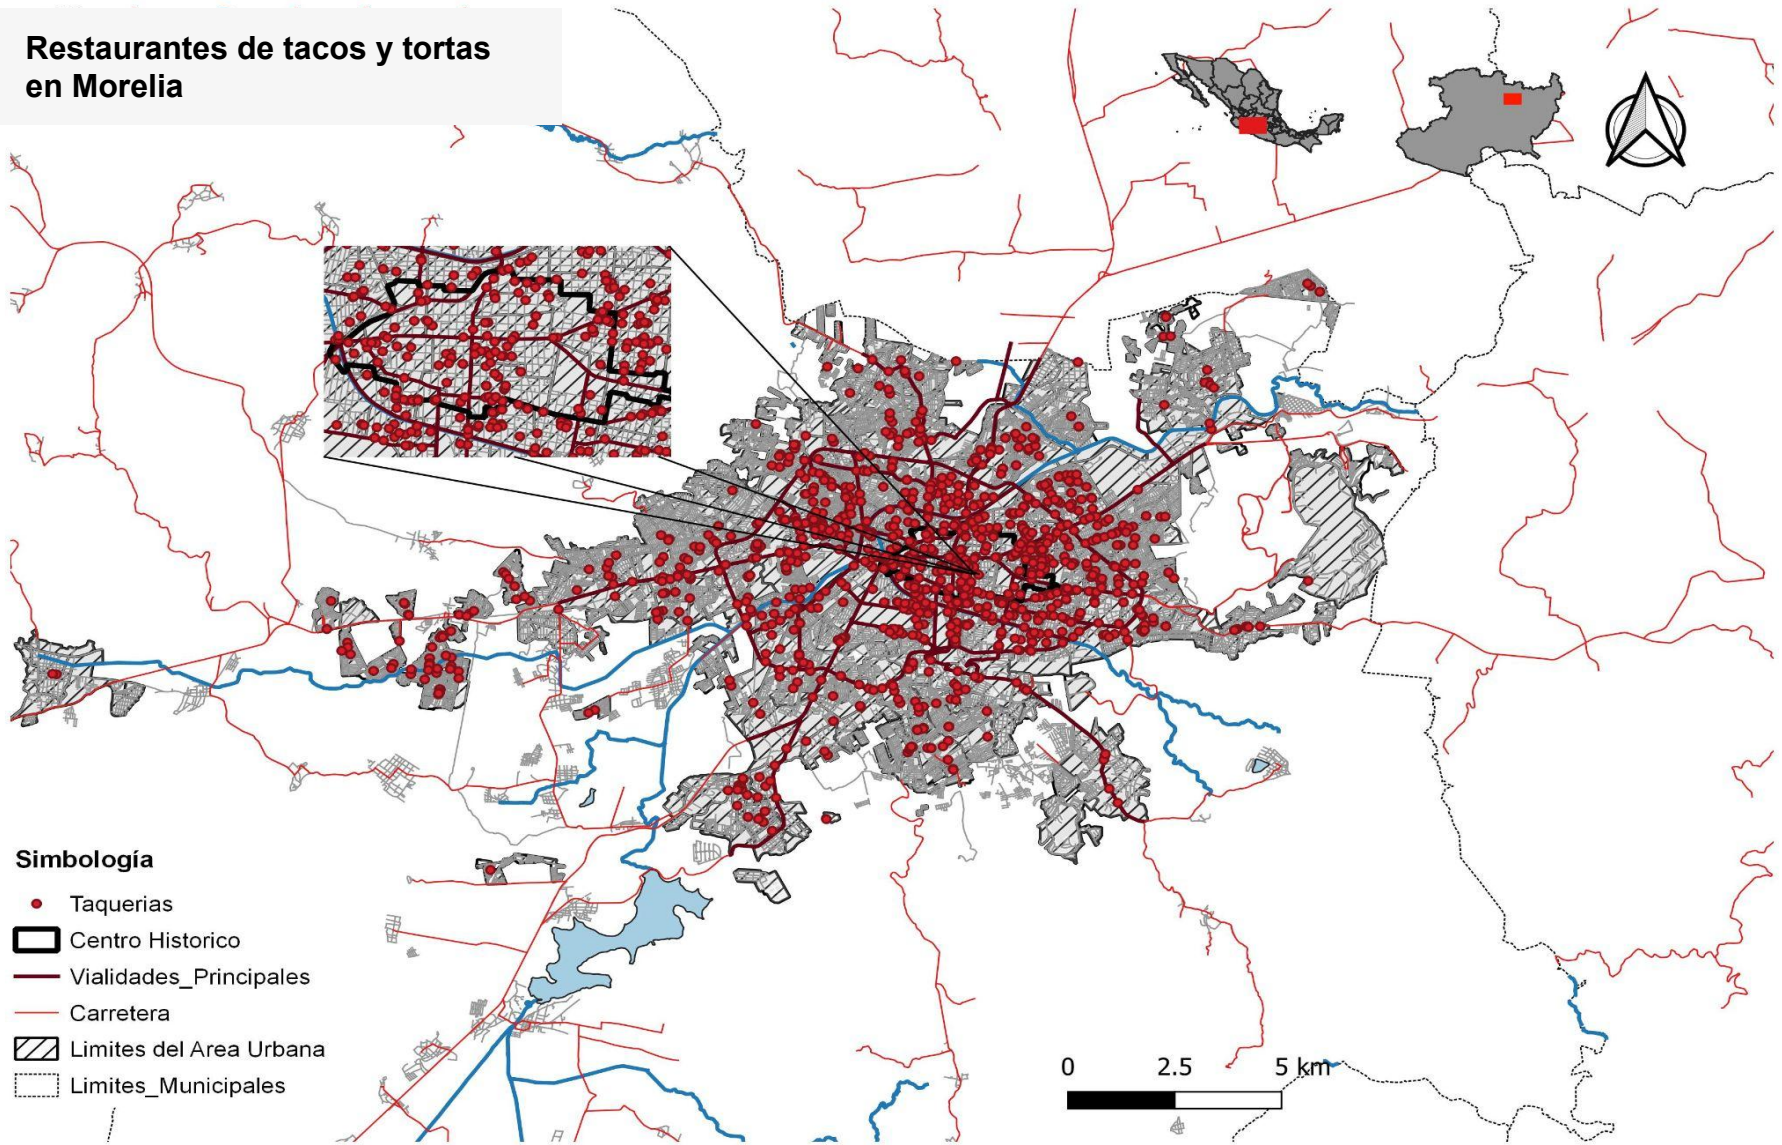 Restaurantes de tacos y tortas
en Morelia
Simbología
Taquerias
Centro Historico
Vialidades_Principales
Carretera
Limites del Area Urbana
Limites_Municipales
0 2.5 5 km